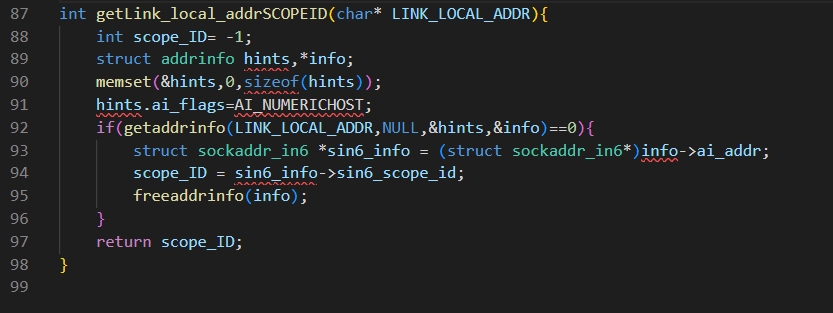 87 int getLink_local_addrSCOPEID(char* LINK_LOCAL_ADDR){
88     int scope_ID= -1;
89     struct addrinfo hints,*info;
90     memset(&hints,0,sizeof(hints));
91     hints.ai_flags=AI_NUMERICHOST;
92     if(getaddrinfo(LINK_LOCAL_ADDR,NULL,&hints,&info)==0){
93         struct sockaddr_in6 *sin6_info = (struct sockaddr_in6*)info->ai_addr;
94         scope_ID = sin6_info->sin6_scope_id;
95         freeaddrinfo(info);
96     }
97     return scope_ID;
98 }
99